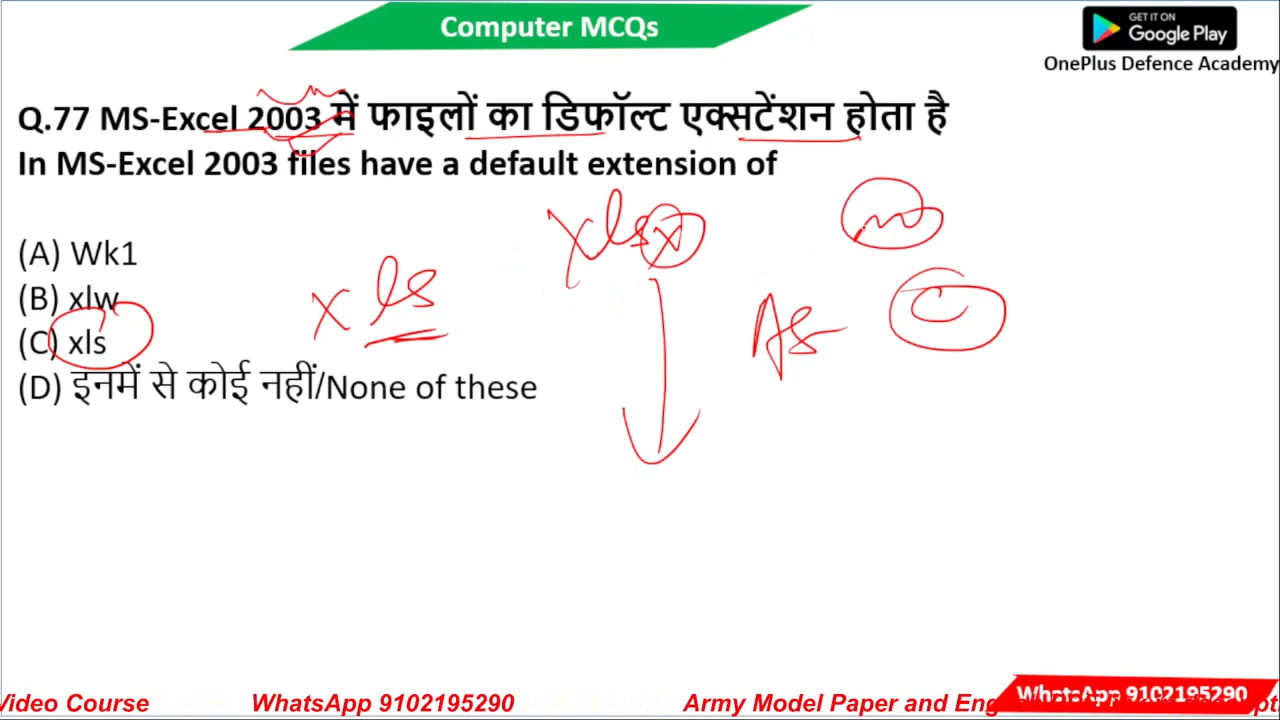 Computer MCQs
GET IT ON
Google Play
OnePlus Defence Academy
Q.77 MS-Excel 2003 में फाइलों का डिफॉल्ट एक्सटेंशन होता है
In MS-Excel 2003 files have a default extension of
(A) Wk1
(B) xlw
(C) xls
(D) इनमें से कोई नहीं/None of these
xlsx
xls
As
C
Video Course WhatsApp 9102195290 Army Model Paper and
WhatsApp 9102195290